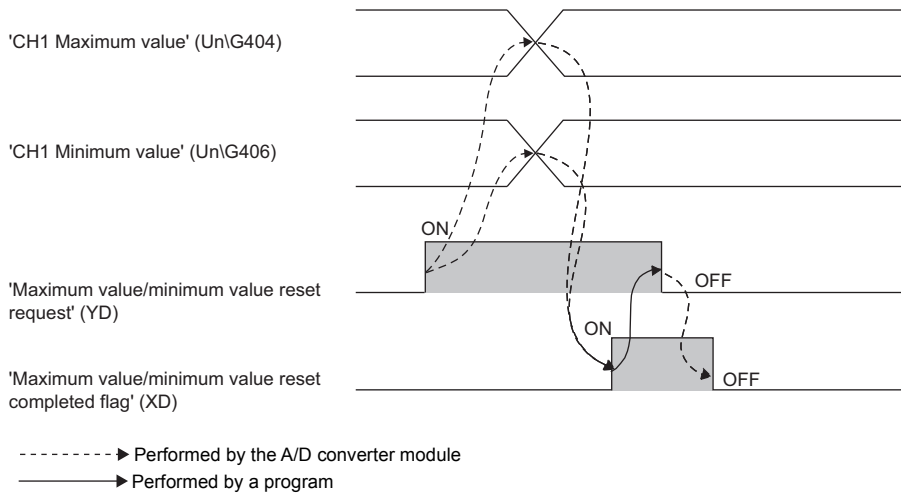 'CH1 Maximum value' (Un\G404)
'CH1 Minimum value' (Un\G406)
ON
'Maximum value/minimum value reset
request' (YD)
OFF
ON
'Maximum value/minimum value reset
completed flag' (XD)
OFF
Performed by the A/D converter module
Performed by a program